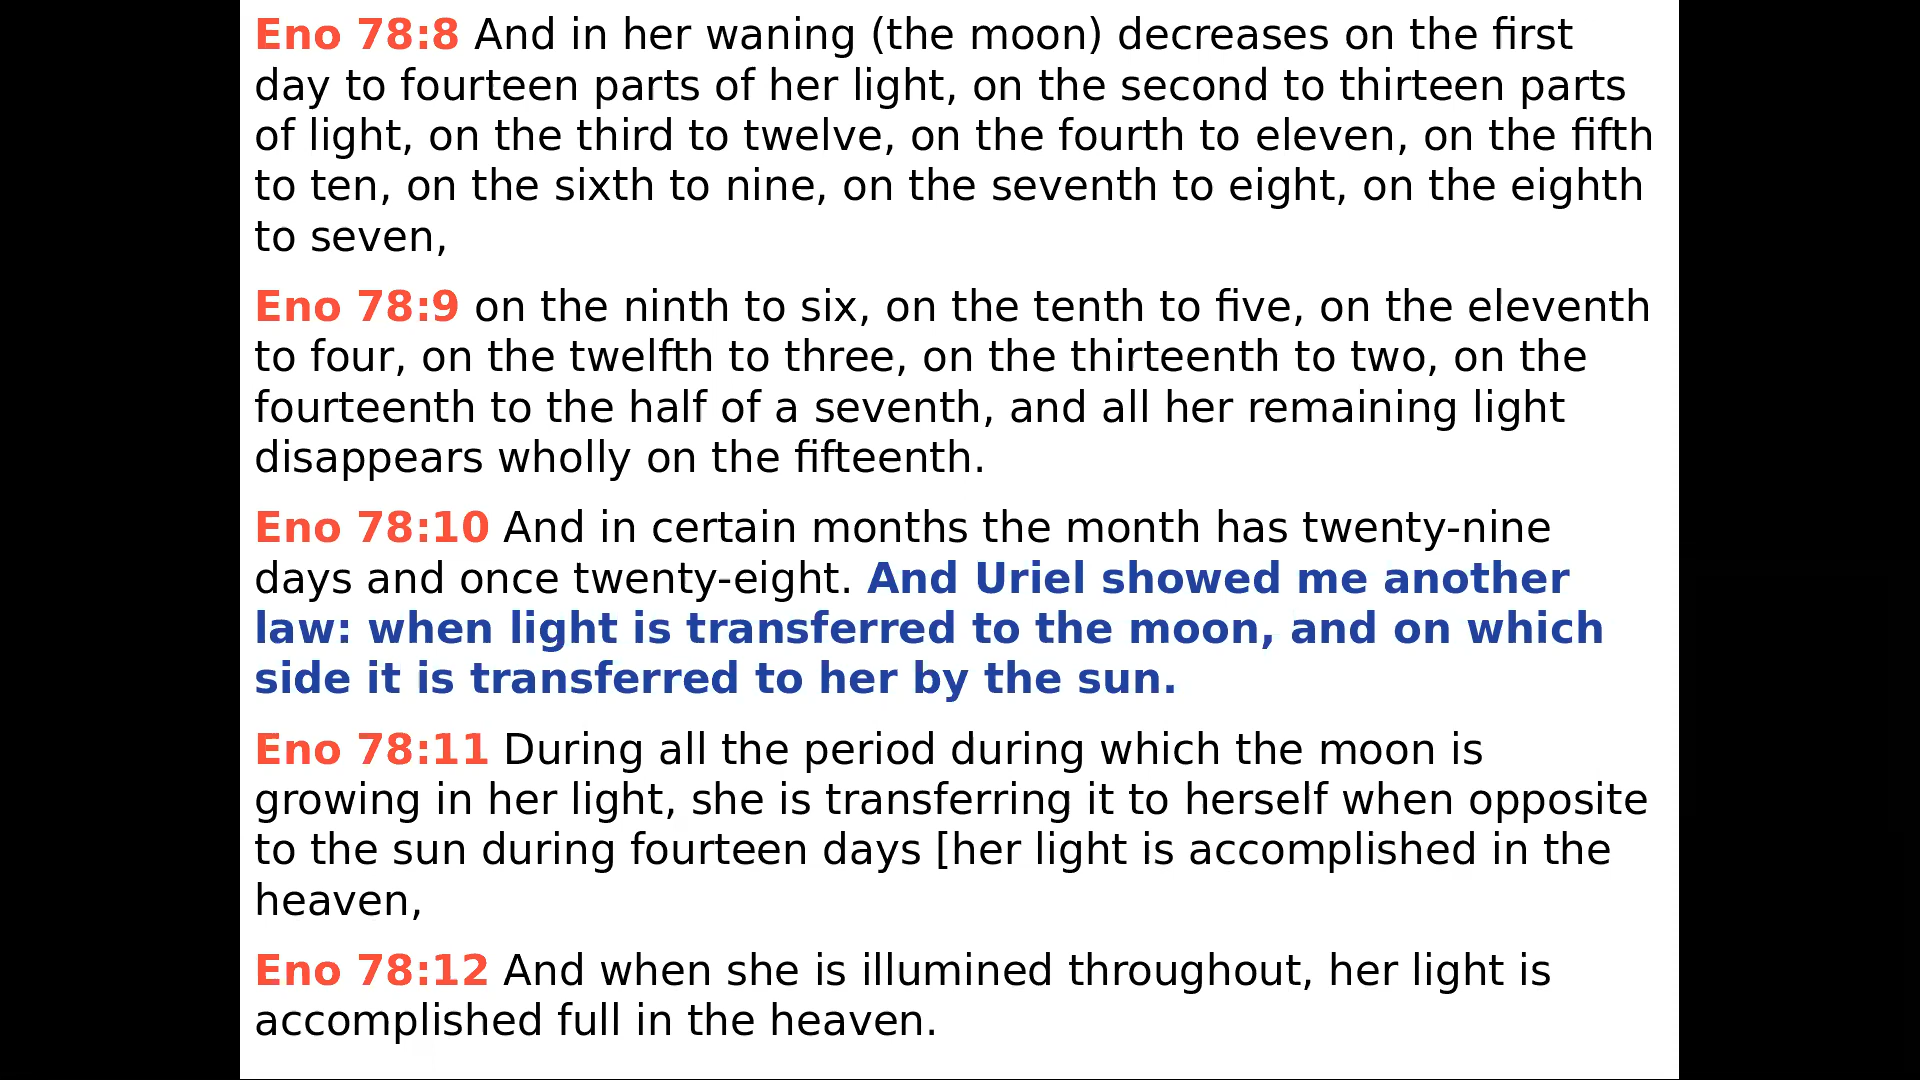 Eno 78:8 And in her waning (the moon) decreases on the first
day to fourteen parts of her light, on the second to thirteen parts
of light, on the third to twelve, on the fourth to eleven, on the fifth
to ten, on the sixth to nine, on the seventh to eight, on the eighth
to seven,
Eno 78:9 on the ninth to six, on the tenth to five, on the eleventh
to four, on the twelfth to three, on the thirteenth to two, on the
fourteenth to the half of a seventh, and all her remaining light
disappears wholly on the fifteenth.
Eno 78:10 And in certain months the month has twenty-nine
days and once twenty-eight. And Uriel showed me another
law: when light is transferred to the moon, and on which
side it is transferred to her by the sun.
Eno 78:11 During all the period during which the moon is
growing in her light, she is transferring it to herself when opposite
to the sun during fourteen days [her light is accomplished in the
heaven,
Eno 78:12 And when she is illumined throughout, her light is
accomplished full in the heaven.